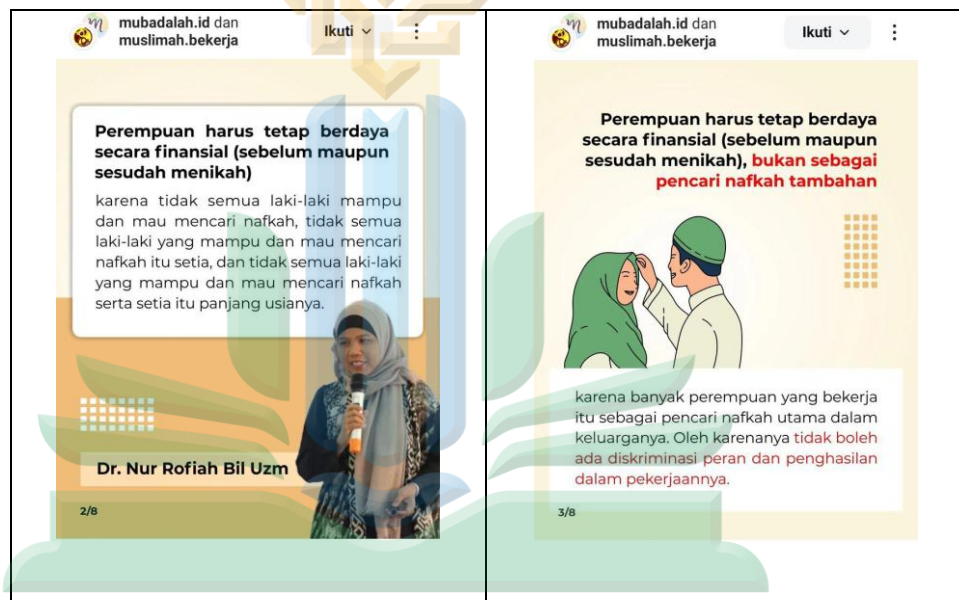 mubadalah.id dan
muslimah.bekerja
Ikuti
Perempuan harus tetap berdaya
secara finansial (sebelum maupun
sesudah menikah)
karena tidak semua laki-laki mampu
dan mau mencari nafkah, tidak semua
laki-laki yang mampu dan mau mencari
nafkah itu setia, dan tidak semua laki-laki
yang mampu dan mau mencari nafkah
serta setia itu panjang usianya.
Dr. Nur Rofiah Bil Uzm
2/8
mubadalah.id dan
muslimah.bekerja
Ikuti
Perempuan harus tetap berdaya
secara finansial (sebelum maupun
sesudah menikah), bukan sebagai
pencari nafkah tambahan
karena banyak perempuan yang bekerja
itu sebagai pencari nafkah utama dalam
keluarganya. Oleh karenanya tidak boleh
ada diskriminasi peran dan penghasilan
dalam pekerjaannya.
3/8